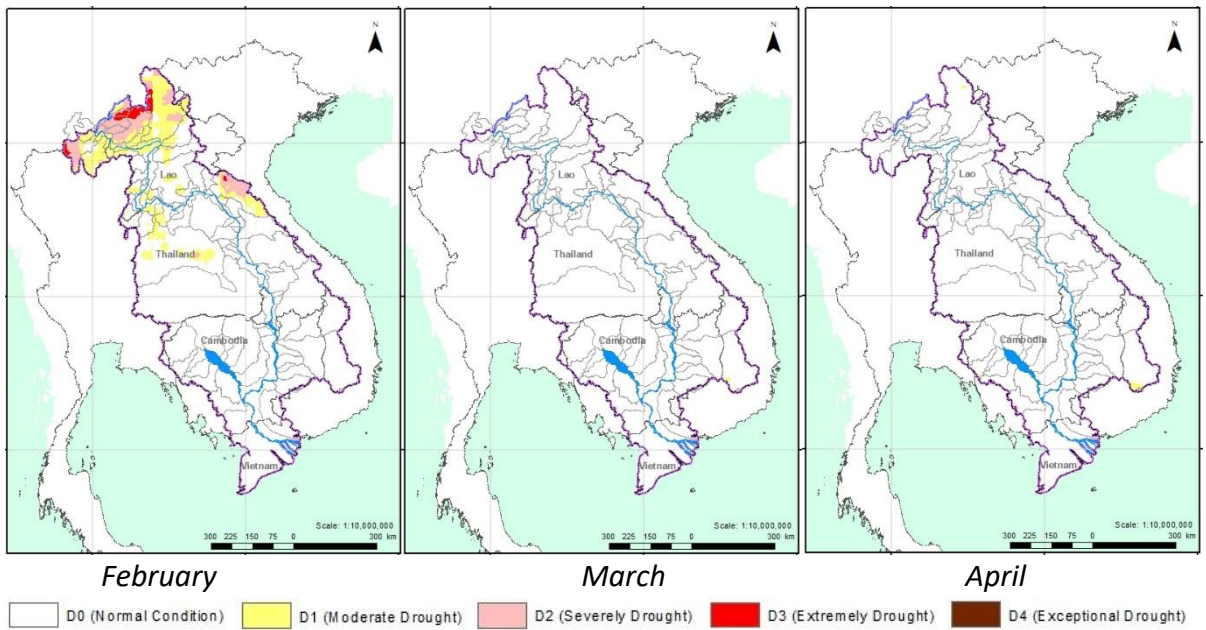 N
Lao
Thailand
Cambodia
Vietnam
Scale: 1:10,000,000
300 225 150 75 0 300 km
N
Lao
Thailand
Cambodia
Vietnam
Scale: 1:10,000,000
300 225 150 75 0 300 km
N
Lao
Thailand
Cambodia
Vietnam
Scale: 1:10,000,000
300 225 150 75 0 300 km
February
March
April
D0 (Normal Condition)
D1 (Moderate Drought)
D2 (Severely Drought)
D3 (Extremely Drought)
D4 (Exceptional Drought)